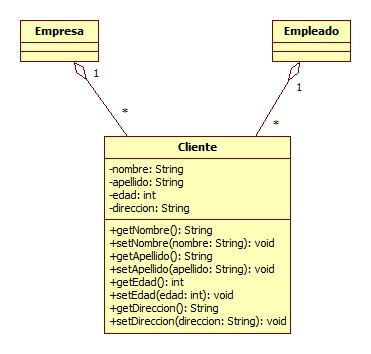 Empresa
Empleado
1
1
*
*
Cliente
-nombre: String
-apellido: String
-edad: int
-direccion: String
+getNombre(): String
+setNombre(nombre: String): void
+getApellido(): String
+setApellido(apellido: String): void
+getEdad(): int
+setEdad(edad: int): void
+getDireccion(): String
+setDireccion(direccion: String): void